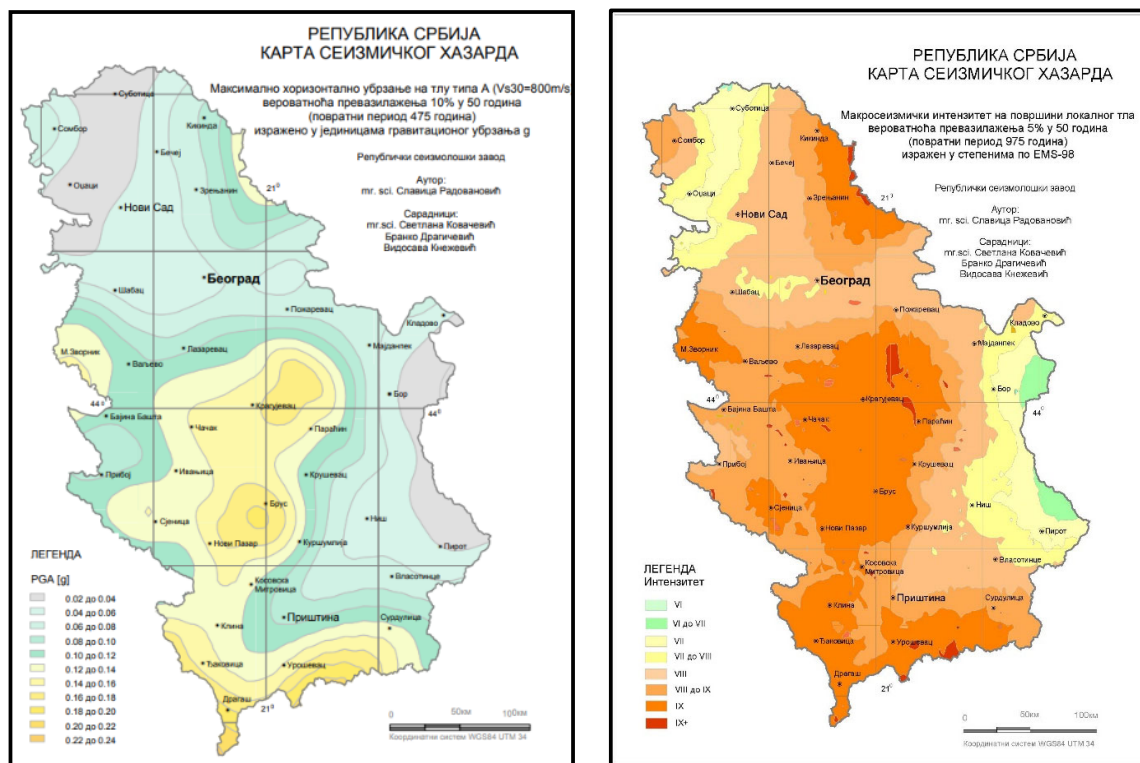 РЕПУБЛИКА СРБИЈА
КАРТА СЕИЗМИЧКОГ ХАЗАРДА
Максимално хоризонтално убрзање на тлу типа А (Vs30=800m/s
вероватноћа превазилажења 10% у 50 година
(повратни период 475 година)
изражено у јединицама гравитационог убрзања g
Републички сеизмолошки завод
Аутор:
mr. sci. Славица Радовановић
Сарадници:
mr.sci. Светлана Ковачевић
Бранко Драгичевић
Видосава Кнежевић
Суботица
Сомбор
Кикинда
Бечеј
Оџаци
Зрењанин
21⁰
Нови Сад
Београд
Шабац
Пожаревац
Кладово
М.Зворник
Лазаревац
Мајданпек
Ваљево
Бор
44⁰
Бајина Башта
Крагујевац
44⁰
Чачак
Параћин
Прибој
Ивањица
Крушевац
Брус
Сјеница
Ниш
Нови Пазар
Куршумлија
Пирот
Косовска
Митровица
Власотинце
Приштина
Сурдулица
Клина
Ђаковица
Урошевац
Драгаш
21⁰
ЛЕГЕНДА
PGA [g]
0.02 до 0.04
0.04 до 0.06
0.06 до 0.08
0.08 до 0.10
0.10 до 0.12
0.12 до 0.14
0.14 до 0.16
0.16 до 0.18
0.18 до 0.20
0.20 до 0.22
0.22 до 0.24
50км
100км
Координатни систем WGS84 UTM 34
РЕПУБЛИКА СРБИЈА
КАРТА СЕИЗМИЧКОГ ХАЗАРДА
Макросеизмички интензитет на површини локалног тла
вероватноћа превазилажења 5% у 50 година
(повратни период 975 година)
изражен у степенима по EMS-98
Републички сеизмолошки завод
Аутор:
mr. sci. Славица Радовановић
Сарадници:
mr.sci. Светлана Ковачевић
Бранко Драгичевић
Видосава Кнежевић
Суботица
Кикинда
Сомбор
Бечеј
Оџаци
Зрењанин
21⁰
Нови Сад
Београд
Шабац
Пожаревац
Кладово
М.Зворник
Лазаревац
Мајданпек
Ваљево
Бор
44⁰
Бајина Башта
Крагујевац
44⁰
Чачак
Параћин
Прибој
Ивањица
Крушевац
Брус
Сјеница
Ниш
Нови Пазар
Куршумлија
Пирот
Косовска
Митровица
Власотинце
Приштина
Сурдулица
Клина
Ђаковица
Урошевац
Драгаш
21⁰
ЛЕГЕНДА
Интензитет
VI
VI до VII
VII
VII до VIII
VIII
VIII до IX
IX
IX+
50км
100км
Координатни систем WGS84 UTM 34